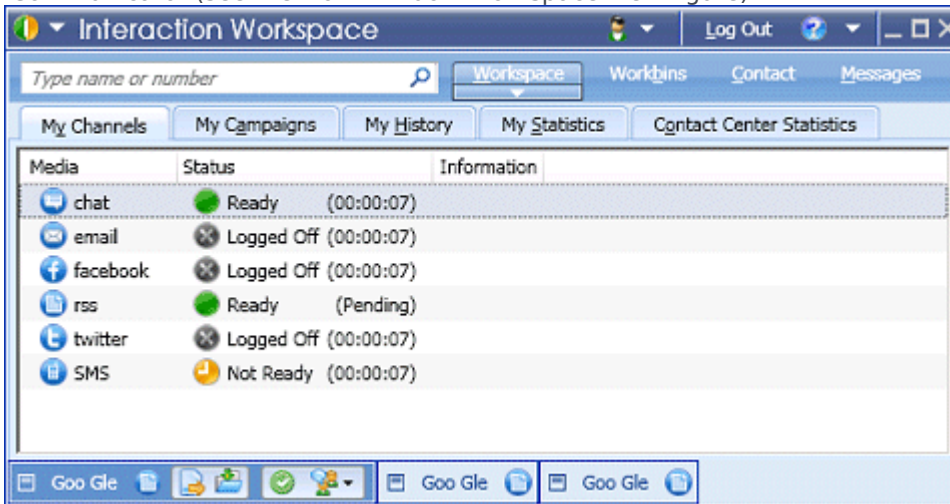 Interaction Workspace Log Out
Type name or number Workspace Workbins Contact Messages
My Channels My Campaigns My History My Statistics Contact Center Statistics
Media Status Information
chat Ready (00:00:07)
email Logged Off (00:00:07)
facebook Logged Off (00:00:07)
rss Ready (Pending)
twitter Logged Off (00:00:07)
SMS Not Ready (00:00:07)
Goo Gle Goo Gle Goo Gle